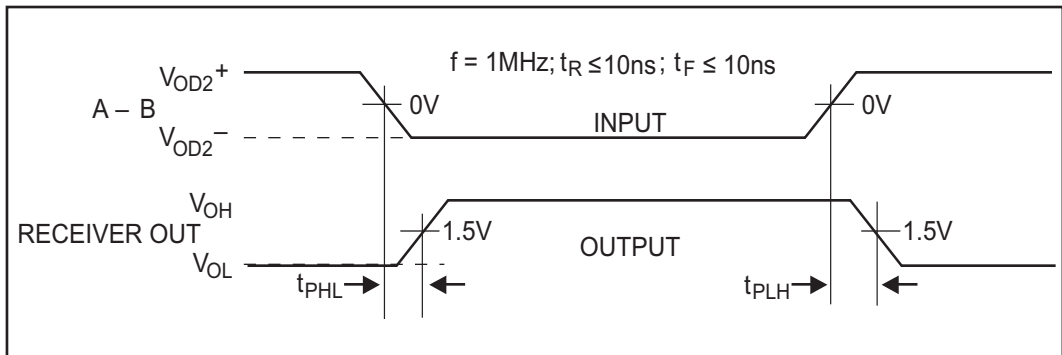 f = 1MHz; tR ≤10ns; tF ≤ 10ns
VOD2+
A – B
0V
0V
INPUT
VOD2–
VOH
RECEIVER OUT
1.5V
1.5V
OUTPUT
VOL
tPHL
tPLH